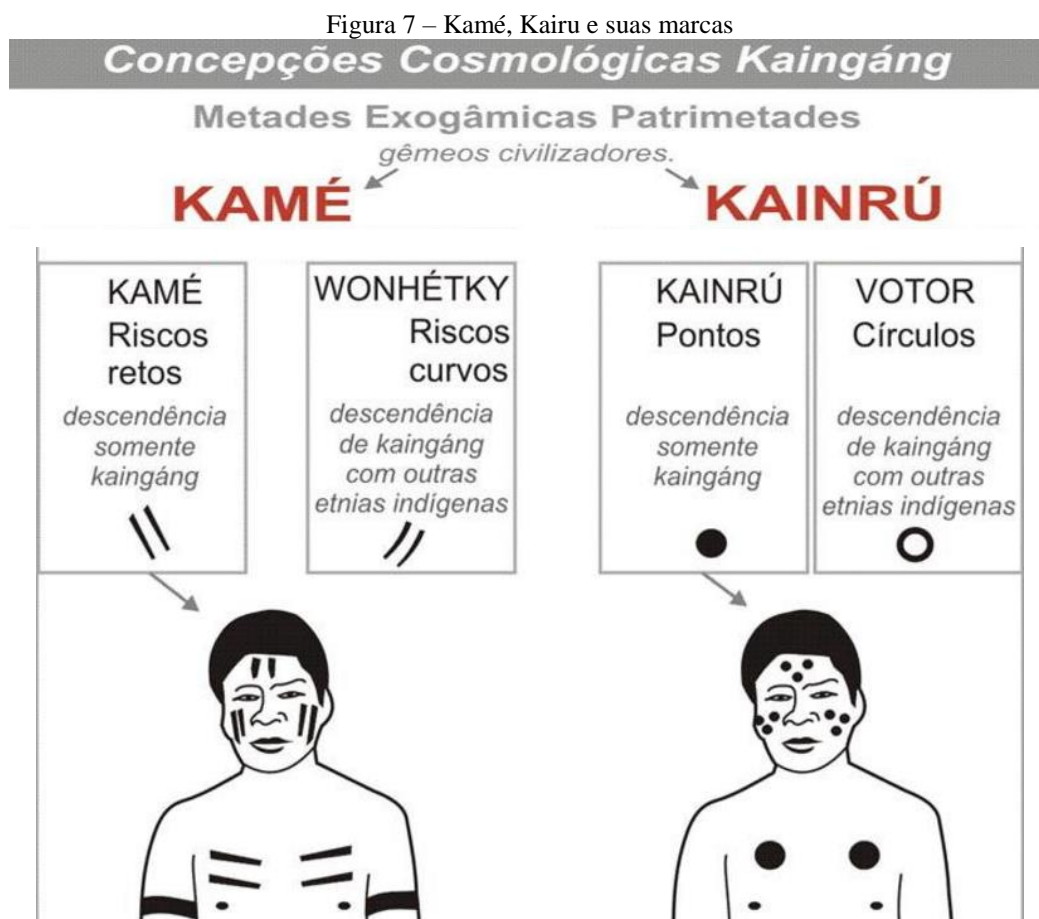 Figura 7 – Kamé, Kairu e suas marcas
Concepções Cosmológicas Kaingáng
Metades Exogâmicas Patrimetades
gêmeos civilizadores.
KAMÉ
KAINRÚ
KAMÉ
Riscos
retos
descendência
somente
kaingáng
WONHÉTKY
Riscos
curvos
descendência
de kaingáng
com outras
etnias indígenas
KAINRÚ
Pontos
descendência
somente
kaingáng
VOTOR
Círculos
descendência
de kaingáng
com outras
etnias indígenas